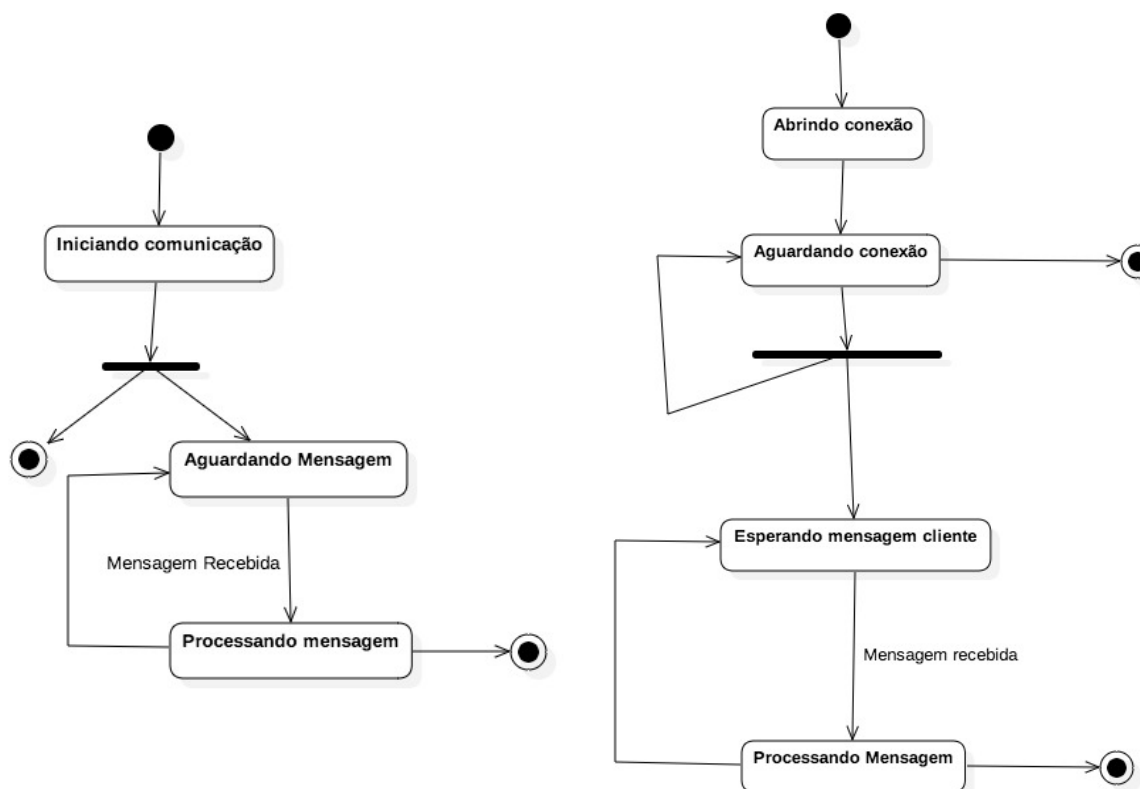 Iniciando comunicação
Aguardando Mensagem
Mensagem Recebida
Processando mensagem
Abrindo conexão
Aguardando conexão
Esperando mensagem cliente
Mensagem recebida
Processando Mensagem